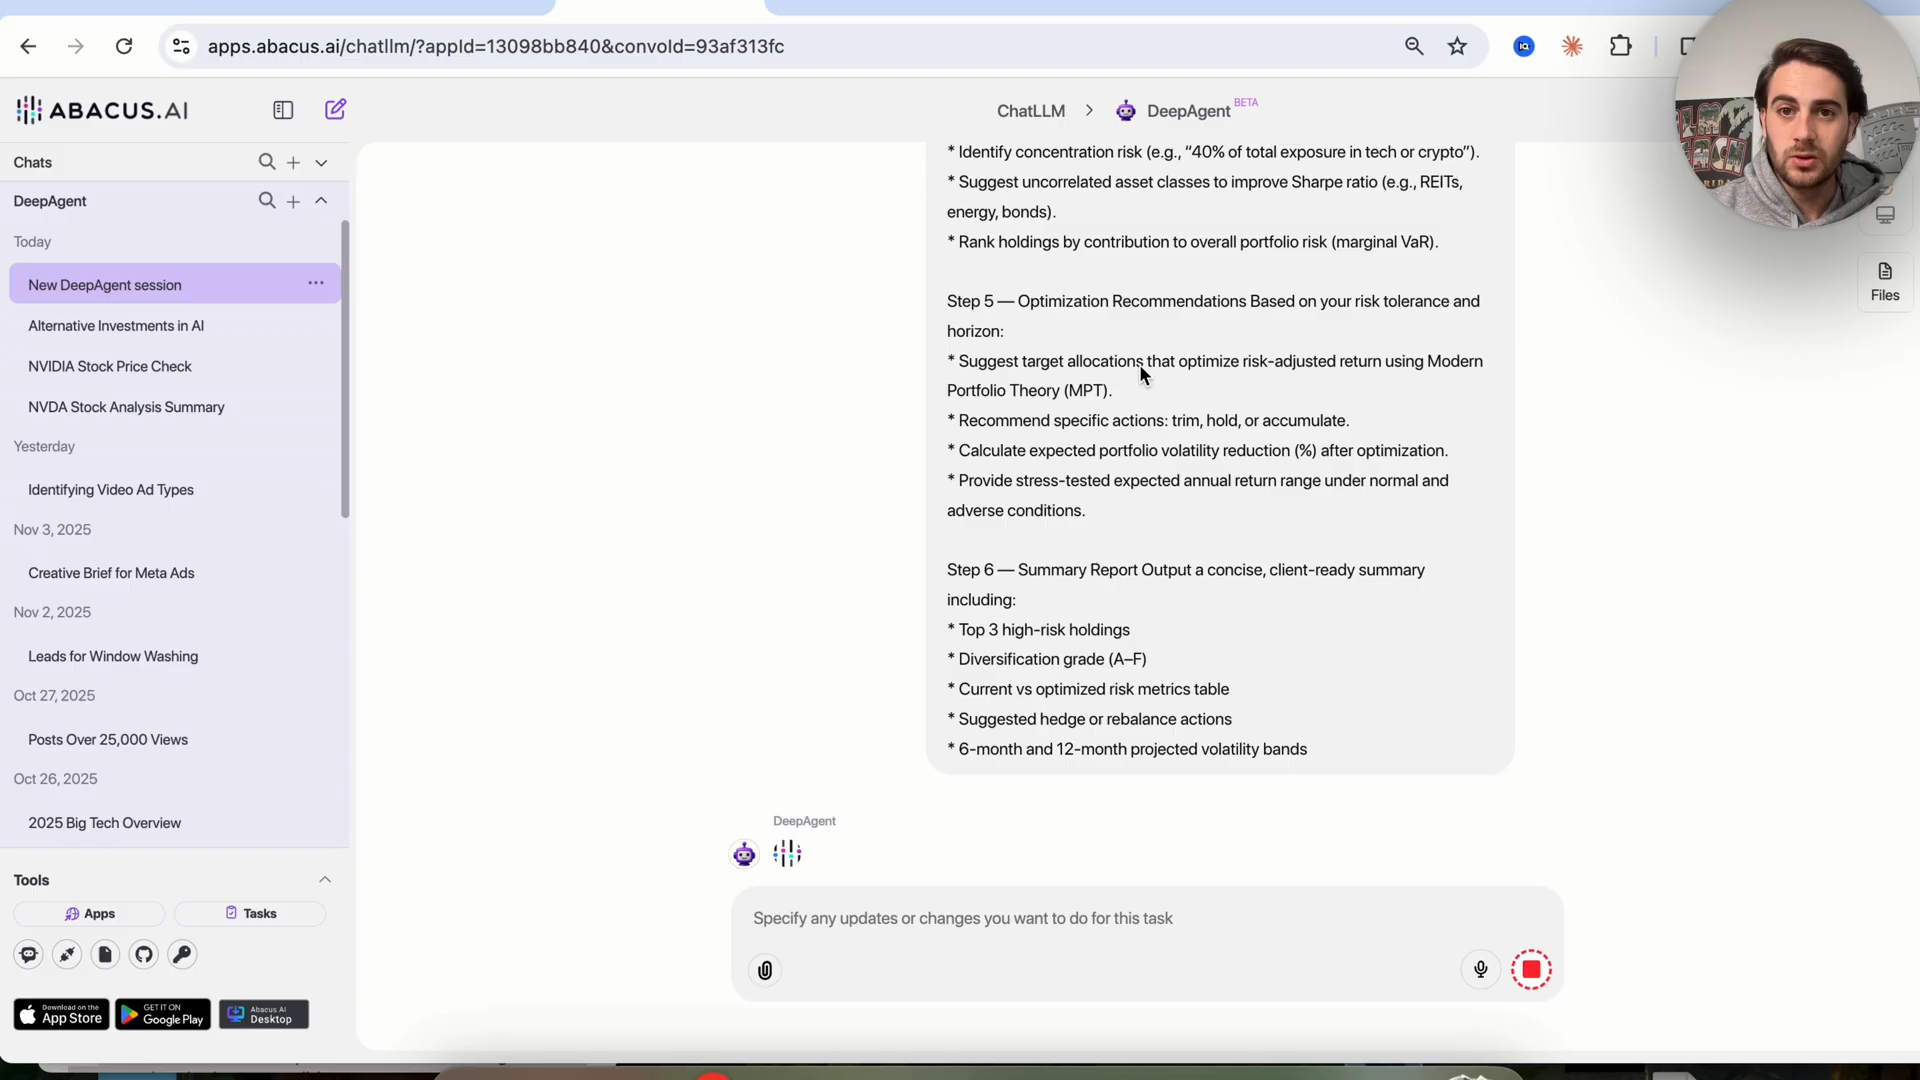 apps.abacus.ai/chatllm/?appId=13098bb840&convoId=93af313fc
ABACUS.AI
ChatLLM > DeepAgent BETA
Chats
DeepAgent
Today
New DeepAgent session
Alternative Investments in AI
NVIDIA Stock Price Check
NVDA Stock Analysis Summary
Yesterday
Identifying Video Ad Types
Nov 3, 2025
Creative Brief for Meta Ads
Nov 2, 2025
Leads for Window Washing
Oct 27, 2025
Posts Over 25,000 Views
Oct 26, 2025
2025 Big Tech Overview
Tools
Apps
Tasks
Download on the
App Store
GET IT ON
Google Play
Abacus AI
Desktop
* Identify concentration risk (e.g., “40% of total exposure in tech or crypto”).
* Suggest uncorrelated asset classes to improve Sharpe ratio (e.g., REITs,
energy, bonds).
* Rank holdings by contribution to overall portfolio risk (marginal VaR).
Step 5 — Optimization Recommendations Based on your risk tolerance and
horizon:
* Suggest target allocations that optimize risk-adjusted return using Modern
Portfolio Theory (MPT).
* Recommend specific actions: trim, hold, or accumulate.
* Calculate expected portfolio volatility reduction (%) after optimization.
* Provide stress-tested expected annual return range under normal and
adverse conditions.
Step 6 — Summary Report Output a concise, client-ready summary
including:
* Top 3 high-risk holdings
* Diversification grade (A–F)
* Current vs optimized risk metrics table
* Suggested hedge or rebalance actions
* 6-month and 12-month projected volatility bands
DeepAgent
Specify any updates or changes you want to do for this task
Files